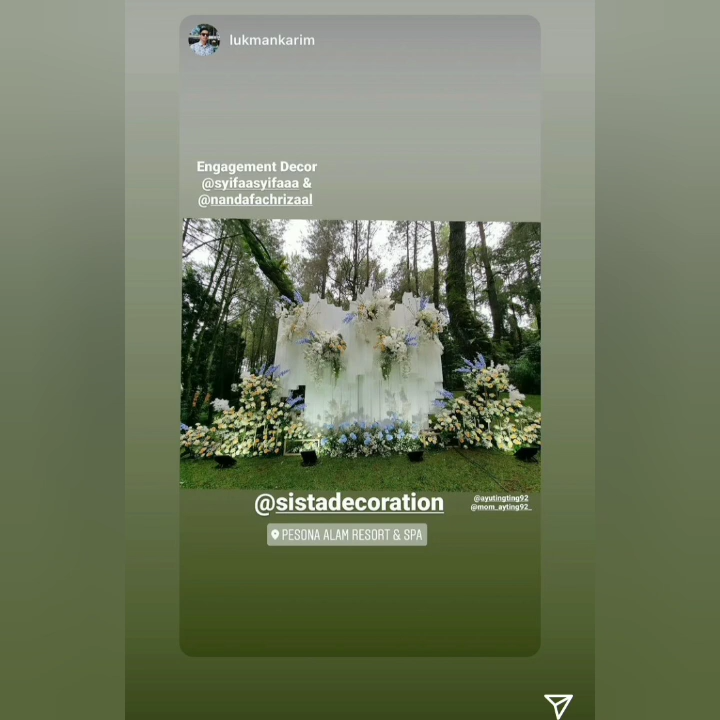 lukmankarim
Engagement Decor
@syifaasyifaaa &
@nandafachrizaal
@sistadecoration
@ayutingting92
@mom_ayting92_
PESONA ALAM RESORT & SPA